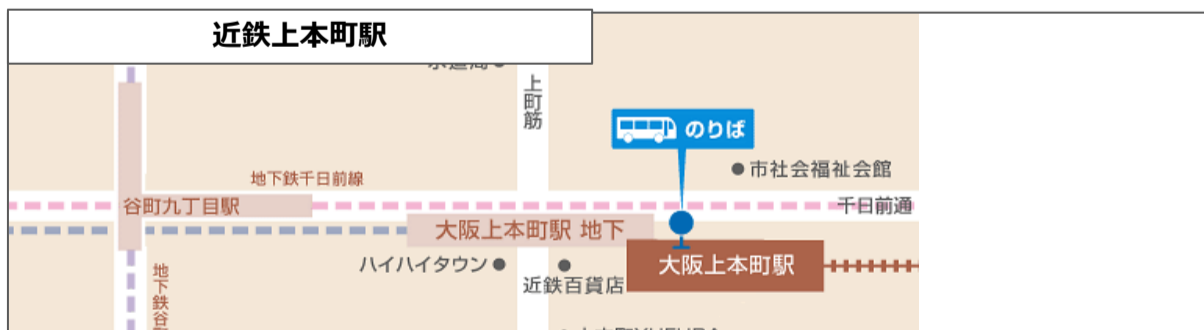 近鉄上本町駅
上町筋
のりば
市社会福祉会館
地下鉄千日前線
谷町九丁目駅
千日前通
大阪上本町駅 地下
ハイハイタウン
近鉄百貨店
大阪上本町駅
地下鉄谷